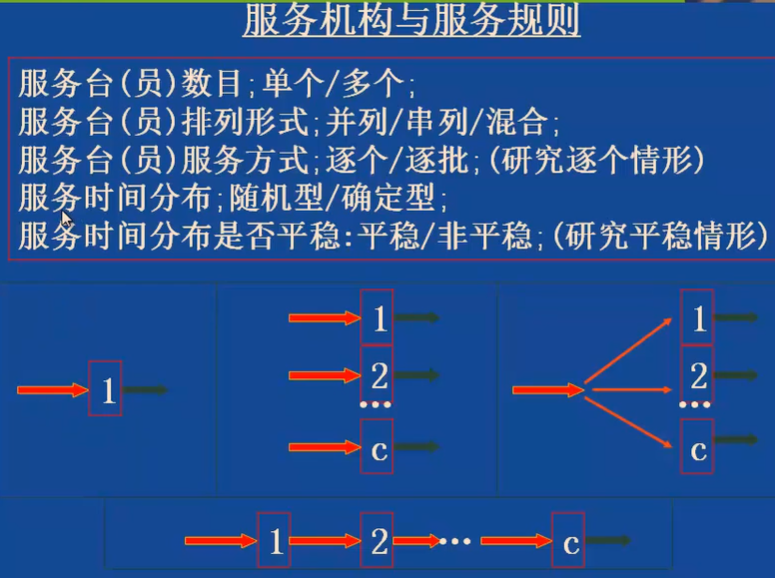 服务机构与服务规则
服务台(员)数目;单个/多个;
服务台(员)排列形式;并列/串列/混合;
服务台(员)服务方式;逐个/逐批;(研究逐个情形)
服务时间分布;随机型/确定型;
服务时间分布是否平稳:平稳/非平稳;(研究平稳情形)
1
1
2
...
c
1
2
...
c
1 2 ... c